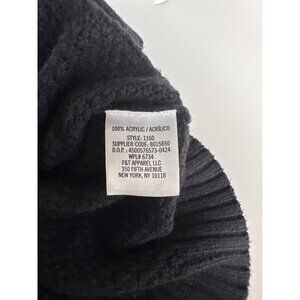 100% ACRYLIC / ACRÍLICO
STYLE: 1160
SUPPLIER CODE: 8015850
D.O.P.: 4500576573-0424
WPL# 6734
F&T APPAREL LLC
350 FIFTH AVENUE
NEW YORK, NY 10118